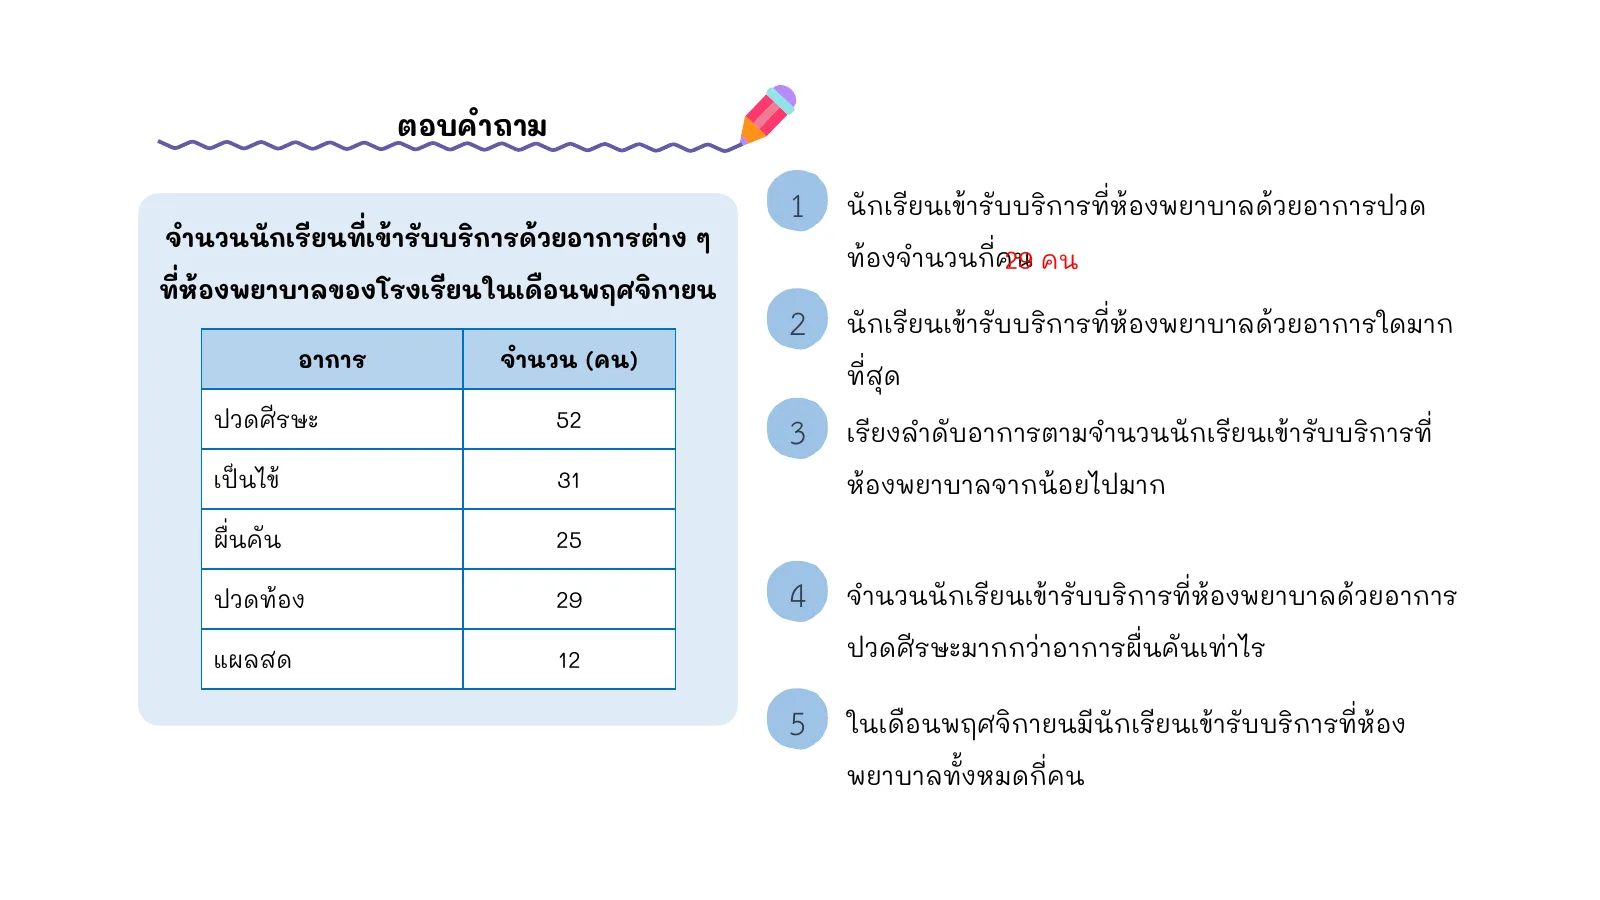 ตอบคำถาม
จำนวนนักเรียนที่เข้ารับบริการด้วยอาการต่าง ๆ
ที่ห้องพยาบาลของโรงเรียนในเดือนพฤศจิกายน
อาการ จำนวน (คน)
ปวดศีรษะ 52
เป็นไข้ 31
ผื่นคัน 25
ปวดท้อง 29
แผลสด 12
1 นักเรียนเข้ารับบริการที่ห้องพยาบาลด้วยอาการปวด
ท้องจำนวนกี่คน 29 คน
2 นักเรียนเข้ารับบริการที่ห้องพยาบาลด้วยอาการใดมาก
ที่สุด
3 เรียงลำดับอาการตามจำนวนนักเรียนเข้ารับบริการที่
ห้องพยาบาลจากน้อยไปมาก
4 จำนวนนักเรียนเข้ารับบริการที่ห้องพยาบาลด้วยอาการ
ปวดศีรษะมากกว่าอาการผื่นคันเท่าไร
5 ในเดือนพฤศจิกายนมีนักเรียนเข้ารับบริการที่ห้อง
พยาบาลทั้งหมดกี่คน